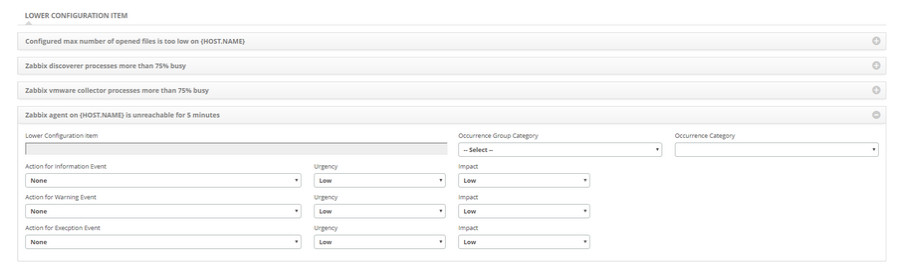 LOWER CONFIGURATION ITEM
Configured max number of opened files is too low on {HOST.NAME}
Zabbix discoverer processes more than 75% busy
Zabbix vmware collector processes more than 75% busy
Zabbix agent on {HOST.NAME} is unreachable for 5 minutes
Lower Configuration Item Occurrence Group Category Occurrence Category
-- Select --
Action for Information Event Urgency Impact
None Low Low
Action for Warning Event Urgency Impact
None Low Low
Action for Execption Event Urgency Impact
None Low Low